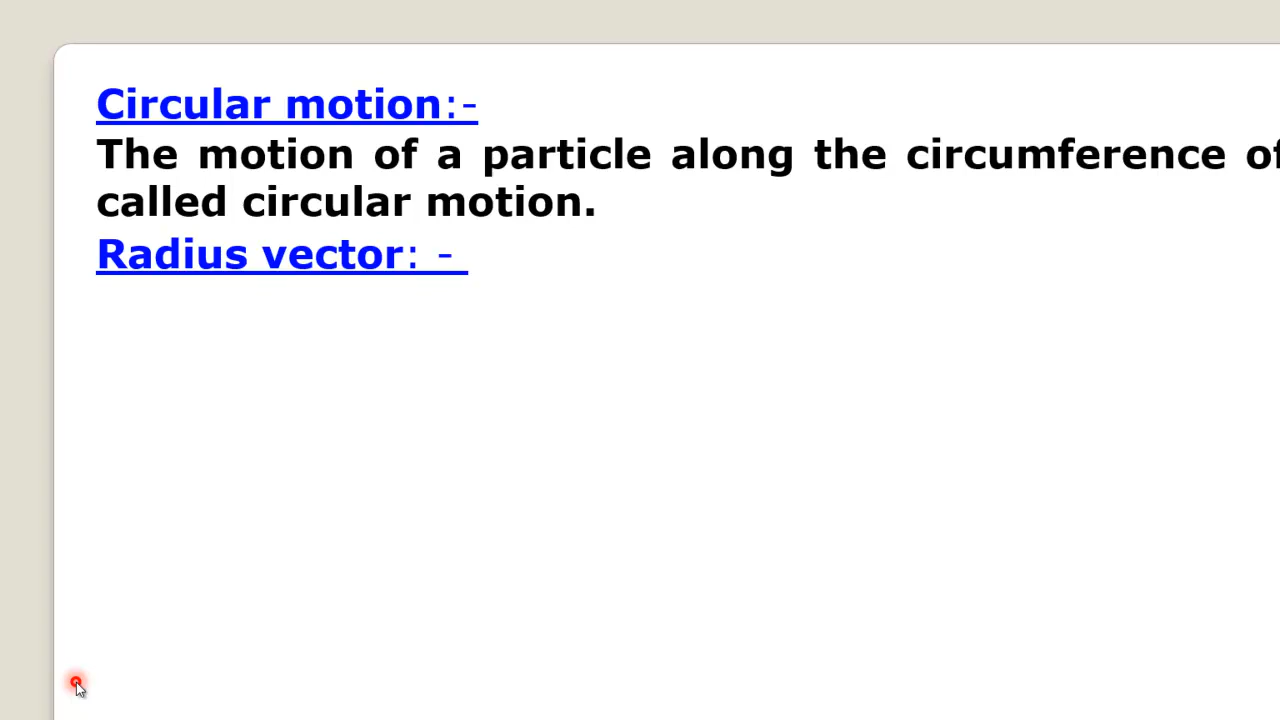 Circular motion:-
The motion of a particle along the circumference of
called circular motion.
Radius vector: -